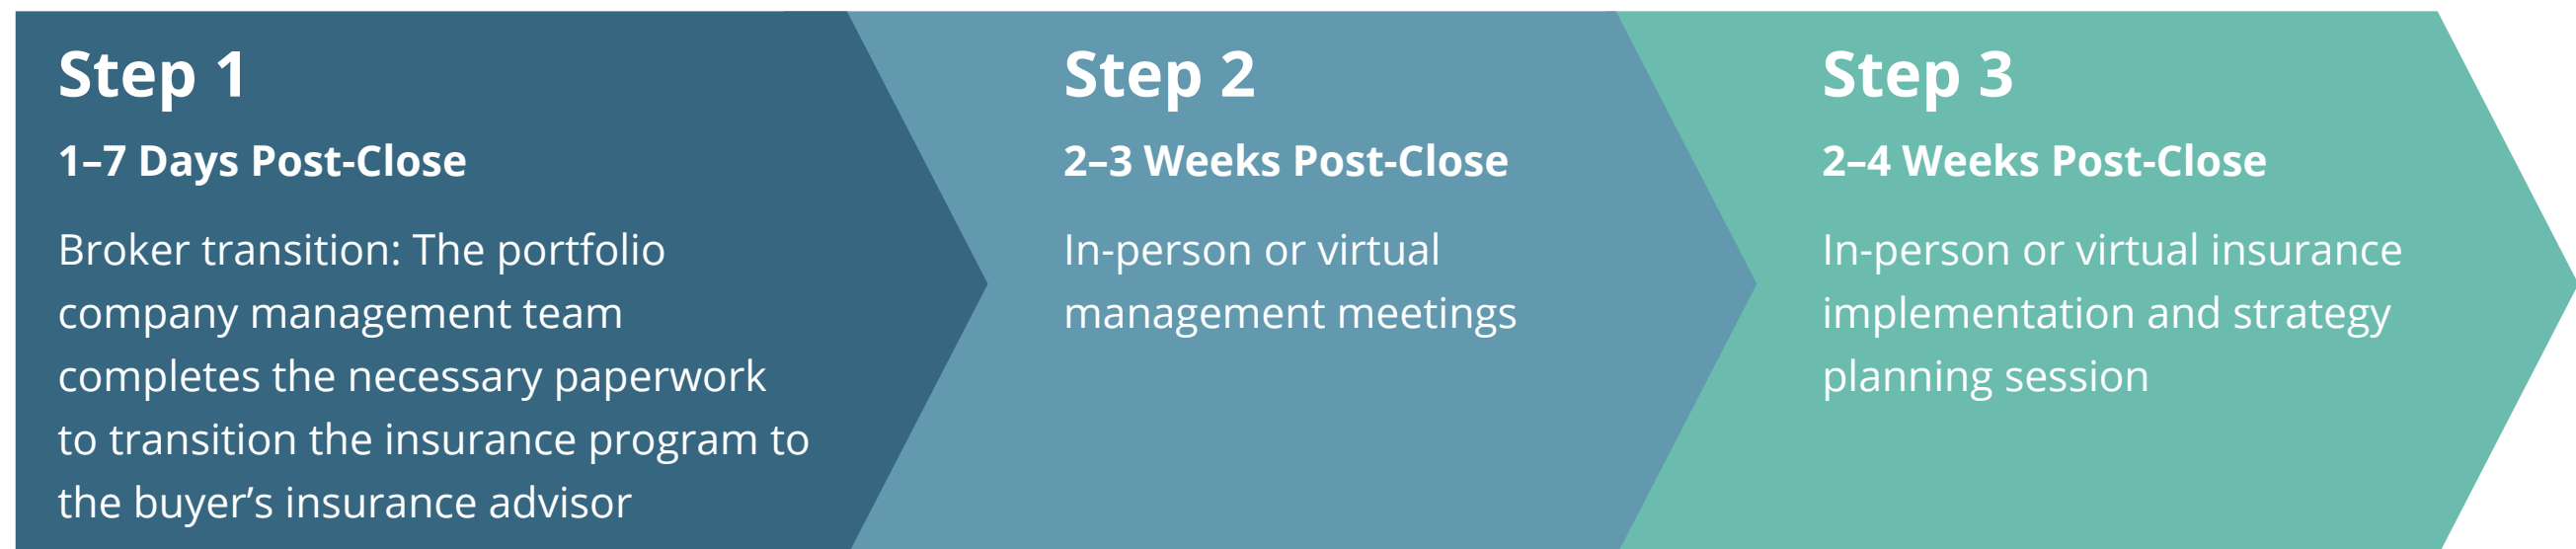 Step 1
1–7 Days Post-Close
Broker transition: The portfolio
company management team
completes the necessary paperwork
to transition the insurance program to
the buyer’s insurance advisor
Step 2
2–3 Weeks Post-Close
In-person or virtual
management meetings
Step 3
2–4 Weeks Post-Close
In-person or virtual insurance
implementation and strategy
planning session